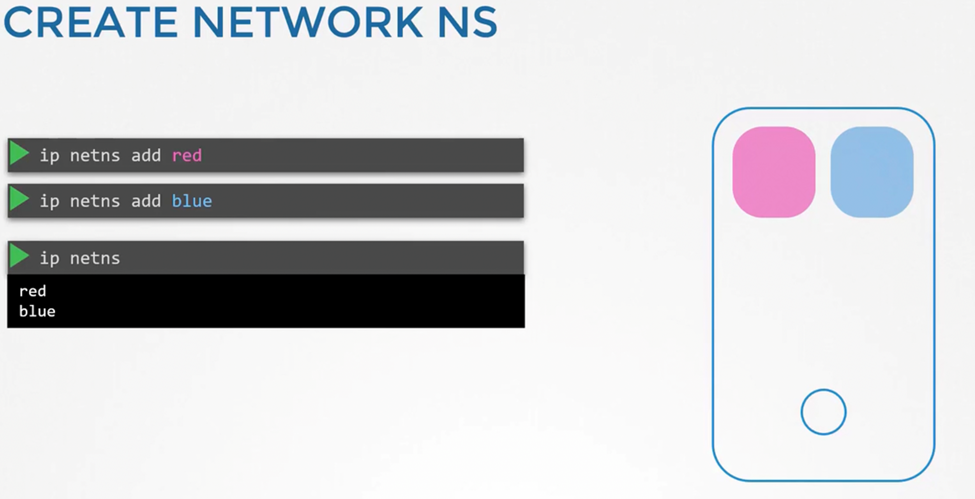 CREATE NETWORK NS
ip netns add red
ip netns add blue
ip netns
red
blue